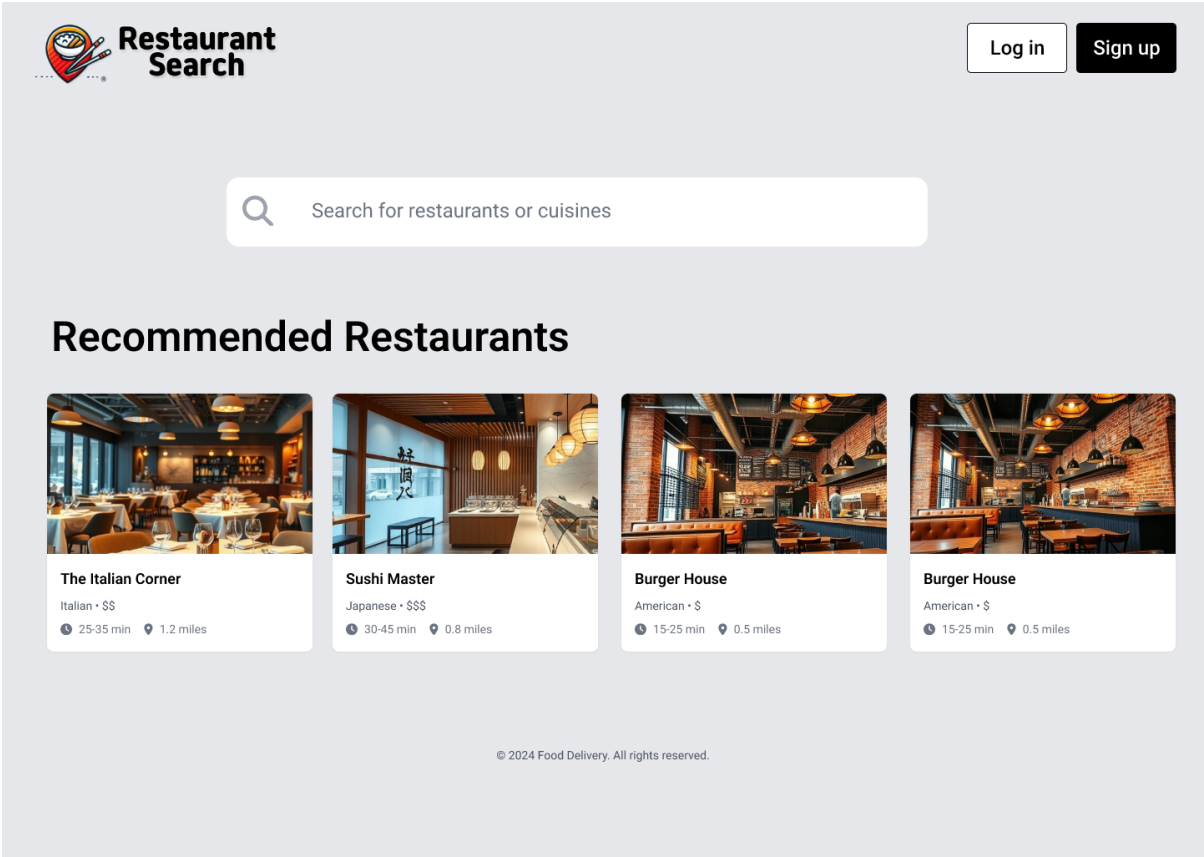 Restaurant
Search
Log in
Sign up
Search for restaurants or cuisines
Recommended Restaurants
The Italian Corner
Italian • $$
25-35 min 1.2 miles
Sushi Master
Japanese • $$$
30-45 min 0.8 miles
Burger House
American • $
15-25 min 0.5 miles
Burger House
American • $
15-25 min 0.5 miles
© 2024 Food Delivery. All rights reserved.